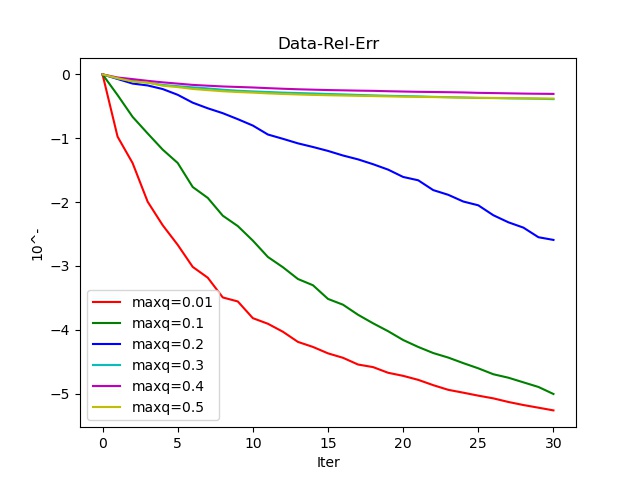 Data-Rel-Err
0
−1
−2
−3
−4
−5
10^-
maxq=0.01
maxq=0.1
maxq=0.2
maxq=0.3
maxq=0.4
maxq=0.5
0 5 10 15 20 25 30
Iter